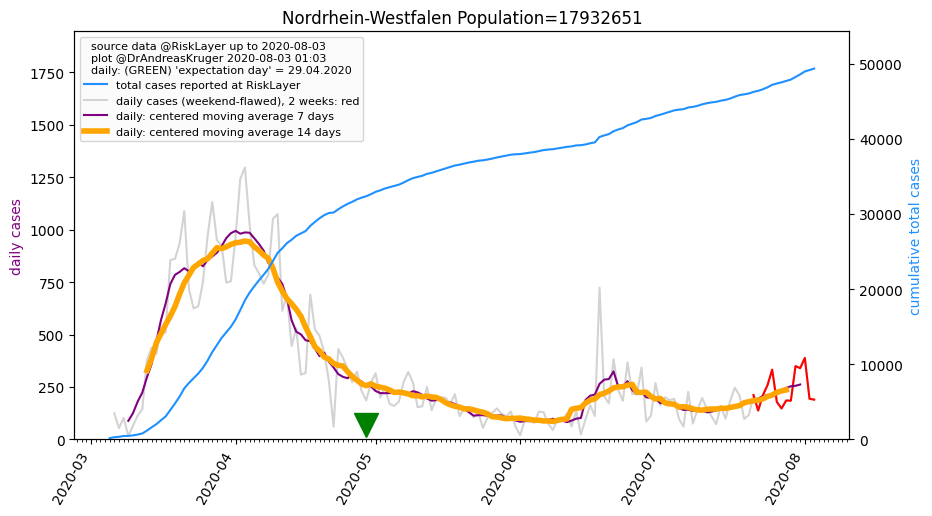 Nordrhein-Westfalen Population=17932651
source data @RiskLayer up to 2020-08-03
plot @DrAndreasKruger 2020-08-03 01:03
daily: (GREEN) 'expectation day' = 29.04.2020
total cases reported at RiskLayer
daily cases (weekend-flawed), 2 weeks: red
daily: centered moving average 7 days
daily: centered moving average 14 days
daily cases
1750
1500
1250
1000
750
500
250
0
50000
40000
30000
20000
10000
0
cumulative total cases
2020-03
2020-04
2020-05
2020-06
2020-07
2020-08